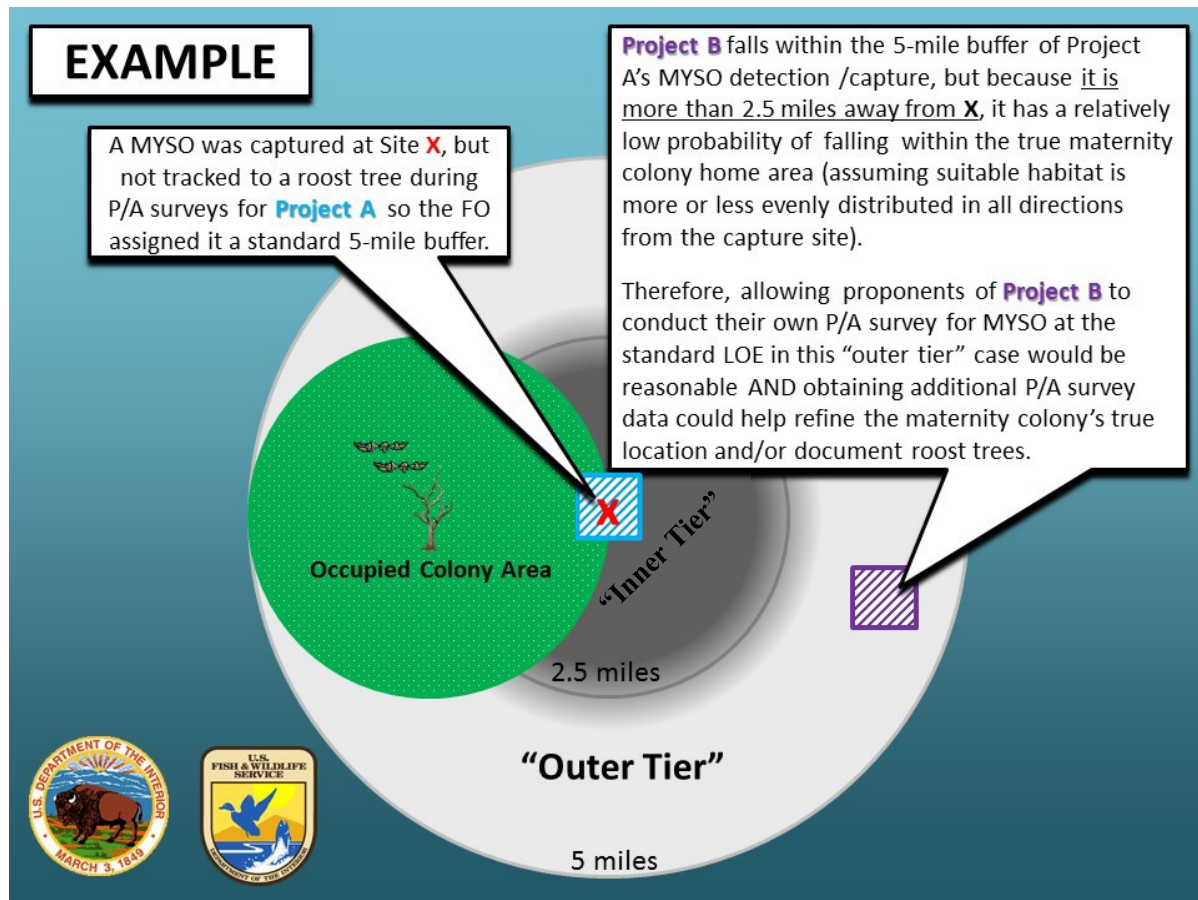 EXAMPLE
A MYSO was captured at Site X, but
not tracked to a roost tree during
P/A surveys for Project A so the FO
assigned it a standard 5-mile buffer.
Project B falls within the 5-mile buffer of Project
A’s MYSO detection /capture, but because it is
more than 2.5 miles away from X, it has a relatively
low probability of falling within the true maternity
colony home area (assuming suitable habitat is
more or less evenly distributed in all directions
from the capture site).
Therefore, allowing proponents of Project B to
conduct their own P/A survey for MYSO at the
standard LOE in this “outer tier” case would be
reasonable AND obtaining additional P/A survey
data could help refine the maternity colony’s true
location and/or document roost trees.
X
“Inner Tier”
Occupied Colony Area
2.5 miles
“Outer Tier”
5 miles
U.S. DEPARTMENT OF THE INTERIOR
MARCH 3, 1849
U.S.
FISH & WILDLIFE
SERVICE
DEPARTMENT OF THE INTERIOR